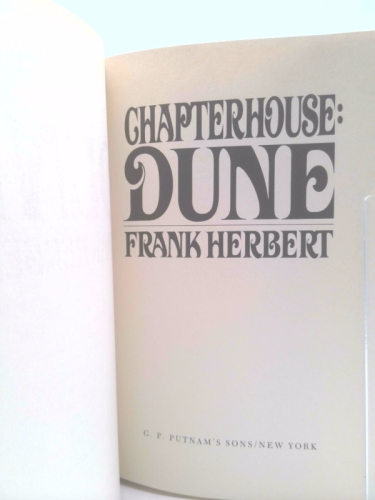 CHAPTERHOUSE:
DUNE
FRANK HERBERT
G. P. PUTNAM'S SONS/NEW YORK